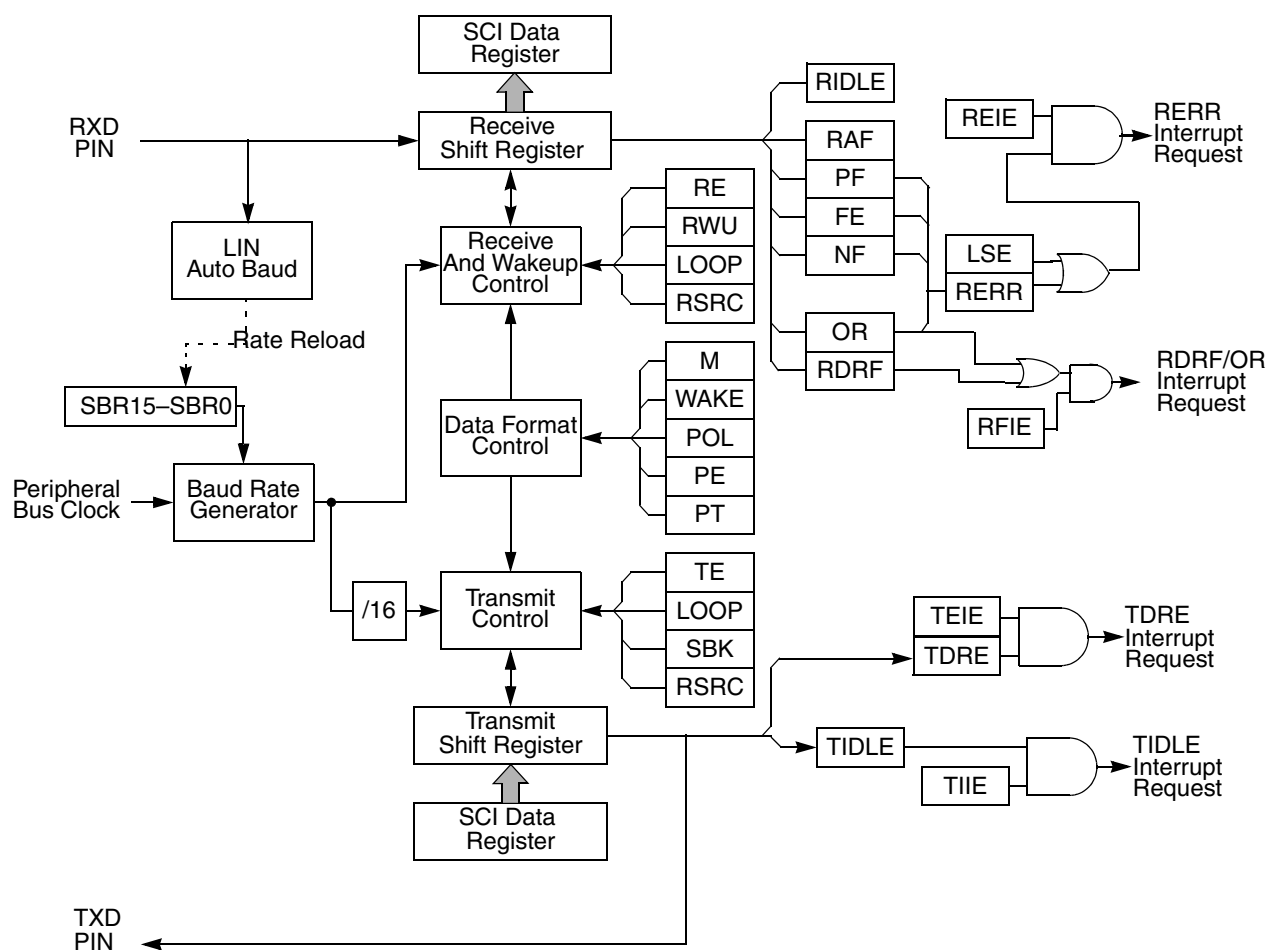 SCI Data
Register
RXD
PIN
Receive
Shift Register
RIDLE
RAF
PF
FE
NF
OR
RDRF
REIE
RERR
Interrupt
Request
LSE
RERR
RFIE
RDRF/OR
Interrupt
Request
LIN
Auto Baud
Rate Reload
SBR15–SBR0
Peripheral
Bus Clock
Baud Rate
Generator
Receive
And Wakeup
Control
RE
RWU
LOOP
RSRC
Data Format
Control
M
WAKE
POL
PE
PT
/16
Transmit
Control
TE
LOOP
SBK
RSRC
TEIE
TDRE
TDRE
Interrupt
Request
Transmit
Shift Register
TIDLE
TIIE
TIDLE
Interrupt
Request
SCI Data
Register
TXD
PIN